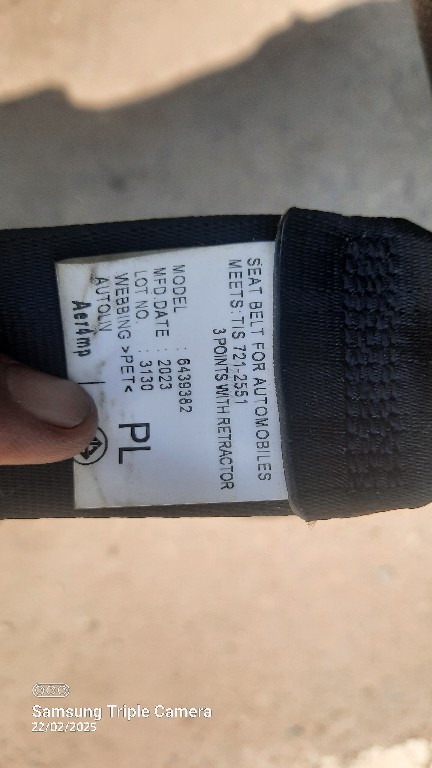 SEAT BELT FOR AUTOMOBILES
MEETS: TIS 721-2551
3 POINTS WITH RETRACTOR
MODEL : 6439382
MFD.DATE : 2023
LOT NO. : 3130
WEBBING >PET<
AUTOLIV
PL
Samsung Triple Camera
22/02/2025